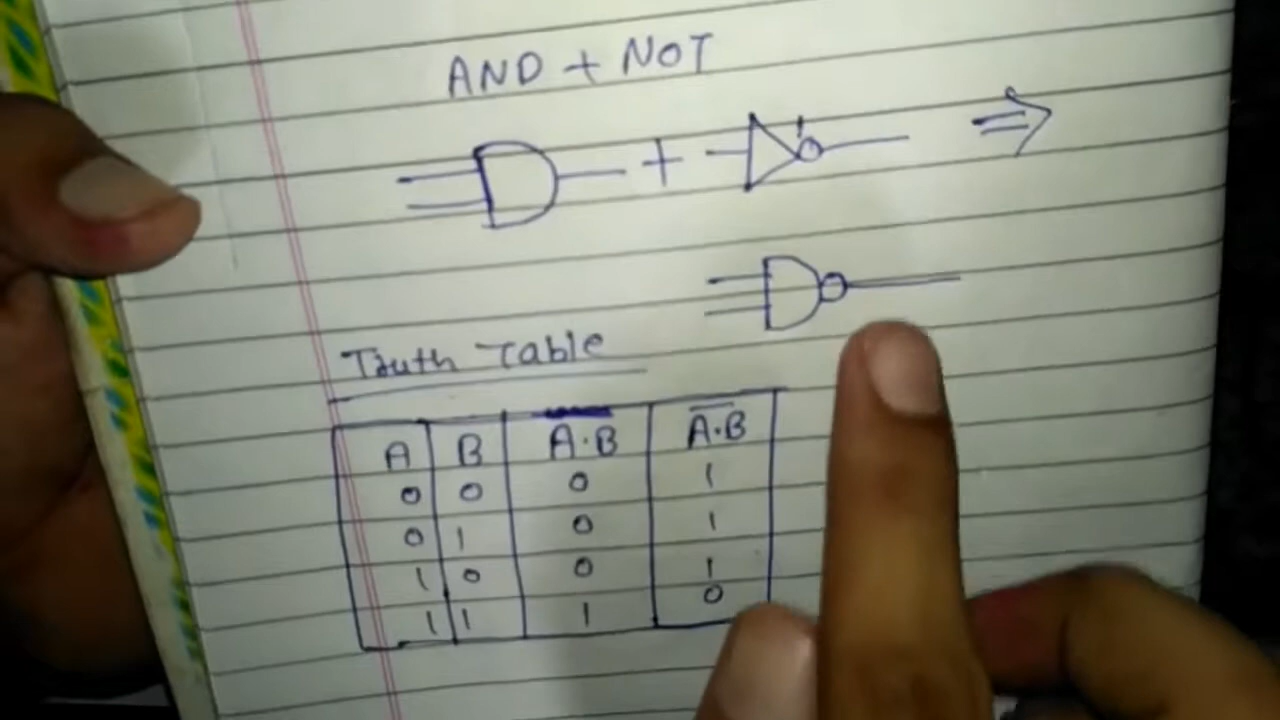 AND + NOT
+ ⇒
Truth Table
A B A·B A̅·̅B̅
0 0 0 1
0 1 0 1
1 0 0 1
1 1 1 0